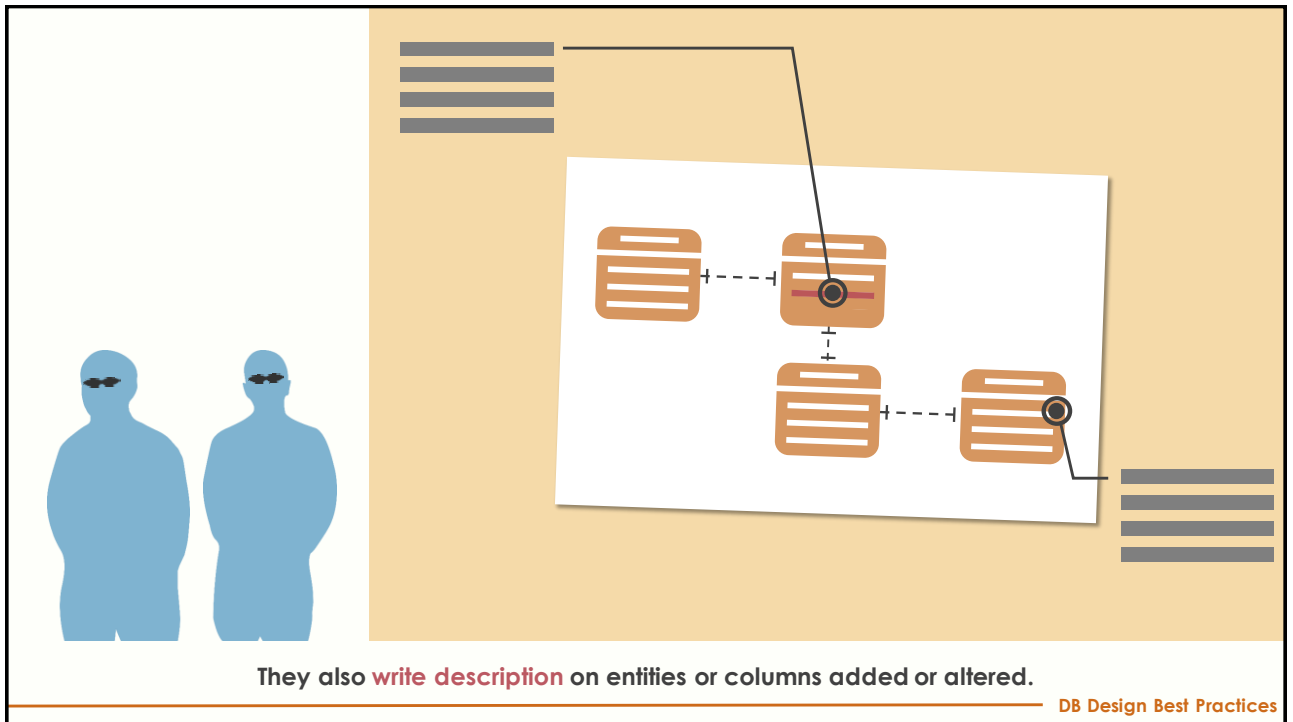 They also write description on entities or columns added or altered.
DB Design Best Practices